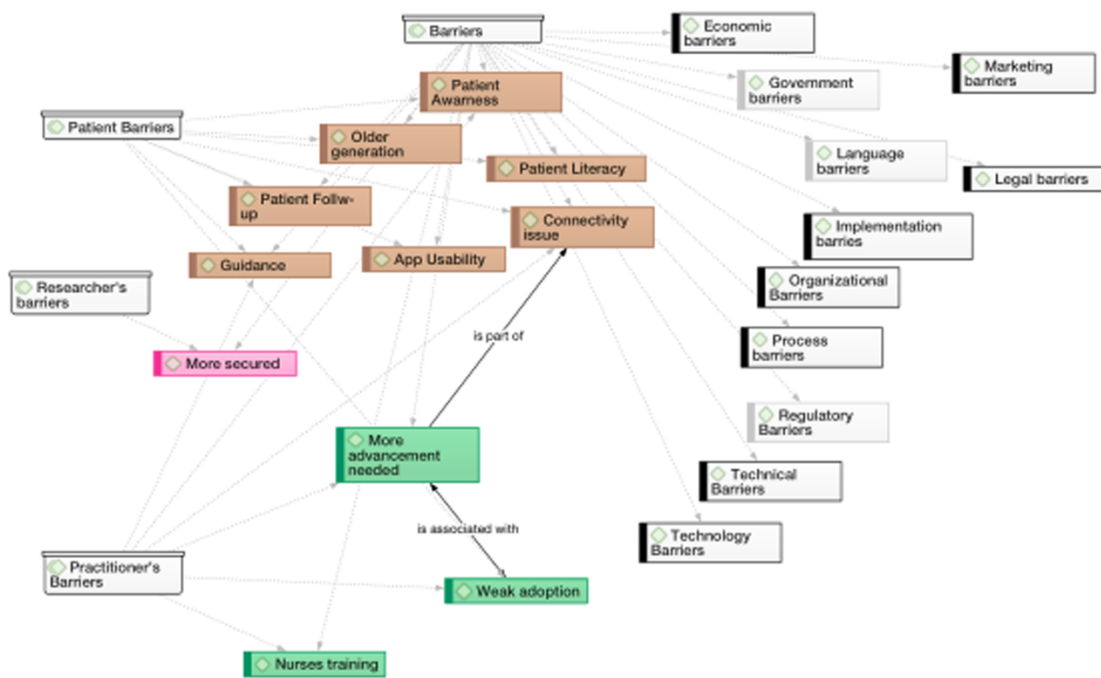 Barriers
Economic
barriers
Marketing
barriers
Patient
Awarness
Government
barriers
Patient Barriers
Older
generation
Language
barriers
Patient Literacy
Legal barriers
Patient Follw-
up
Connectivity
issue
Implementation
barries
Guidance
App Usability
Researcher's
barriers
Organizational
Barriers
is part of
Process
barriers
More secured
Regulatory
Barriers
More
advancement
needed
Technical
Barriers
is associated with
Technology
Barriers
Practitioner's
Barriers
Weak adoption
Nurses training